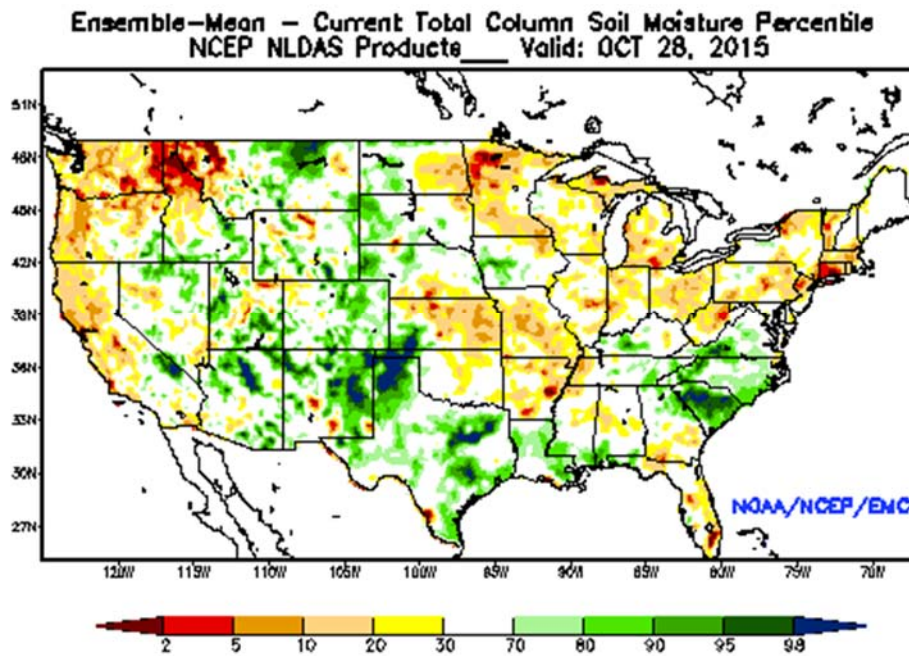 Ensemble-Mean - Current Total Column Soil Moisture Percentile
NCEP NLDAS Products___ Valid: OCT 28, 2015
51N
48N
45N
42N
39N
36N
33N
30N
27N
NOAA/NCEP/EMC
120W 115W 110W 105W 100W 95W 90W 85W 80W 75W 70W
2 5 10 20 30 70 80 90 95 98